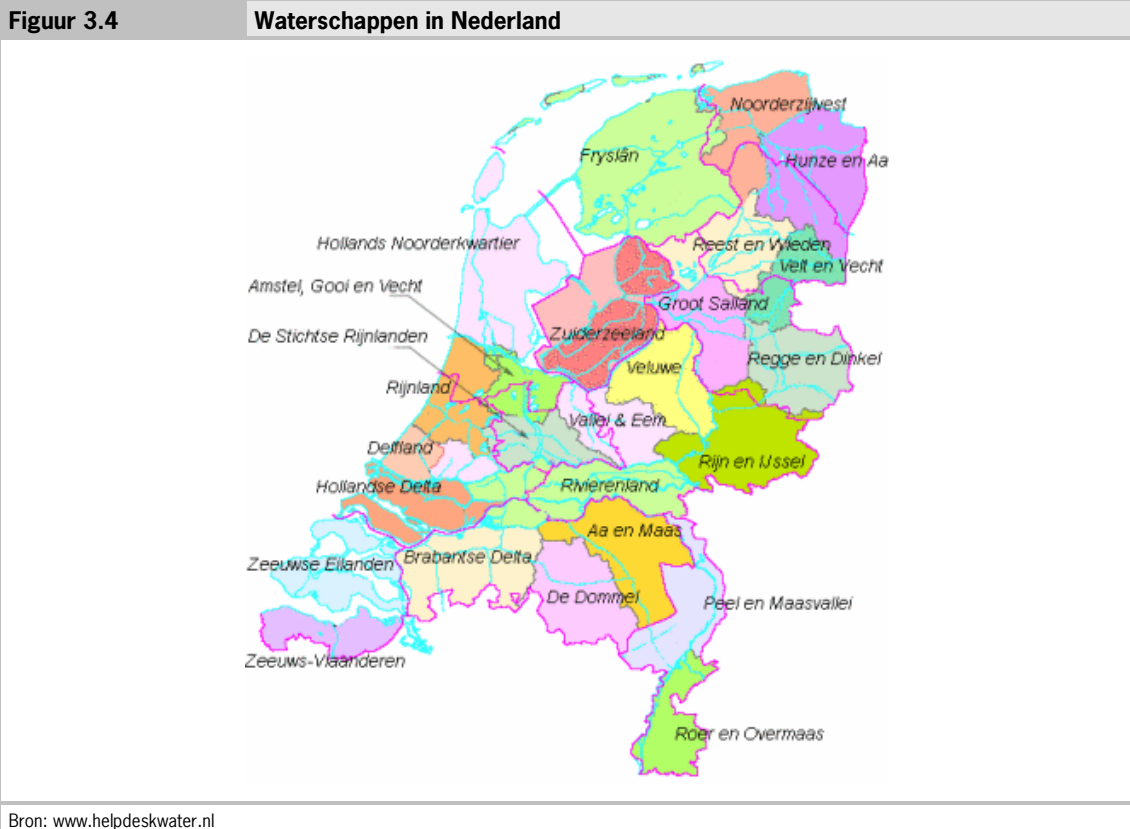 Figuur 3.4 Waterschappen in Nederland
Noorderzijlvest
Fryslân
Hunze en Aa
Hollands Noorderkwartier
Reest en Wieden
Velt en Vecht
Amstel, Gooi en Vecht
Groot Salland
De Stichtse Rijnlanden
Zuiderzeeland
Regge en Dinkel
Veluwe
Rijnland
Vallei & Eem
Delfland
Rijn en IJssel
Hollandse Delta
Rivierenland
Aa en Maas
Brabantse Delta
Zeeuwse Eilanden
De Dommel
Peel en Maasvallei
Zeeuws-Vlaanderen
Roer en Overmaas
Bron: www.helpdeskwater.nl